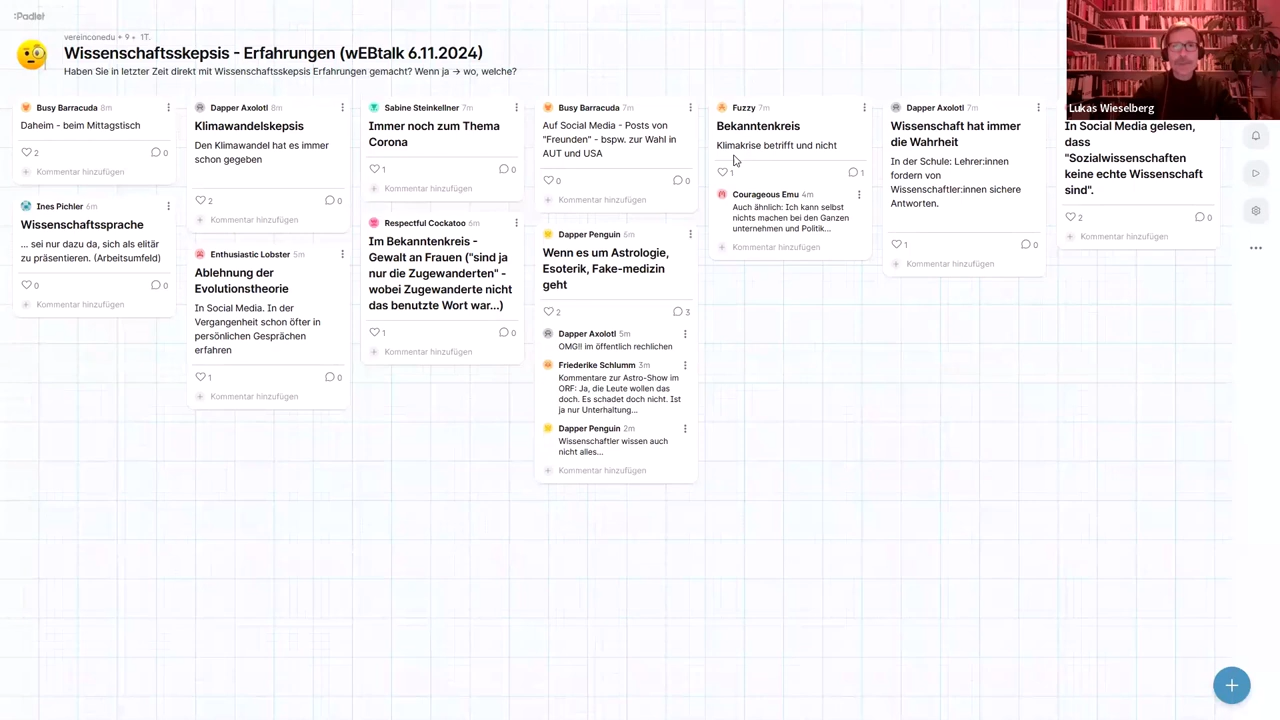 :Padlet
vereinconedu • 9 • 1T.
Wissenschaftsskepsis - Erfahrungen (wEBtalk 6.11.2024)
Haben Sie in letzter Zeit direkt mit Wissenschaftsskepsis Erfahrungen gemacht? Wenn ja → wo, welche?
Busy Barracuda 8m
Daheim - beim Mittagstisch
2 0
Kommentar hinzufügen
Ines Pichler 6m
Wissenschaftssprache
... sei nur dazu da, sich als elitär
zu präsentieren. (Arbeitsumfeld)
0 0
Kommentar hinzufügen
Dapper Axolotl 8m
Klimawandelskepsis
Den Klimawandel hat es immer
schon gegeben
2 0
Kommentar hinzufügen
Enthusiastic Lobster 5m
Ablehnung der
Evolutionstheorie
In Social Media. In der
Vergangenheit schon öfter in
persönlichen Gesprächen
erfahren
1 0
Kommentar hinzufügen
Sabine Steinkellner 7m
Immer noch zum Thema
Corona
1 0
Kommentar hinzufügen
Respectful Cockatoo 6m
Im Bekanntenkreis -
Gewalt an Frauen ("sind ja
nur die Zugewanderten" -
wobei Zugewanderte nicht
das benutzte Wort war...)
1 0
Kommentar hinzufügen
Busy Barracuda 7m
Auf Social Media - Posts von
"Freunden" - bspw. zur Wahl in
AUT und USA
0 0
Kommentar hinzufügen
Dapper Penguin 5m
Wenn es um Astrologie,
Esoterik, Fake-medizin
geht
2 3
Dapper Axolotl 5m
OMG!! im öffentlich rechlichen
Friederike Schlumm 3m
Kommentare zur Astro-Show im
ORF: Ja, die Leute wollen das
doch. Es schadet doch nicht. Ist
ja nur Unterhaltung...
Dapper Penguin 2m
Wissenschaftler wissen auch
nicht alles...
Kommentar hinzufügen
Fuzzy 7m
Bekanntenkreis
Klimakrise betrifft und nicht
1 1
Courageous Emu 4m
Auch ähnlich: Ich kann selbst
nichts machen bei den Ganzen
unternehmen und Politik...
Kommentar hinzufügen
Dapper Axolotl 7m
Wissenschaft hat immer
die Wahrheit
In der Schule: Lehrer:innen
fordern von
Wissenschaftler:innen sichere
Antworten.
1 0
Kommentar hinzufügen
Lukas Wieselberg
In Social Media gelesen,
dass
"Sozialwissenschaften
keine echte Wissenschaft
sind".
2 0
Kommentar hinzufügen